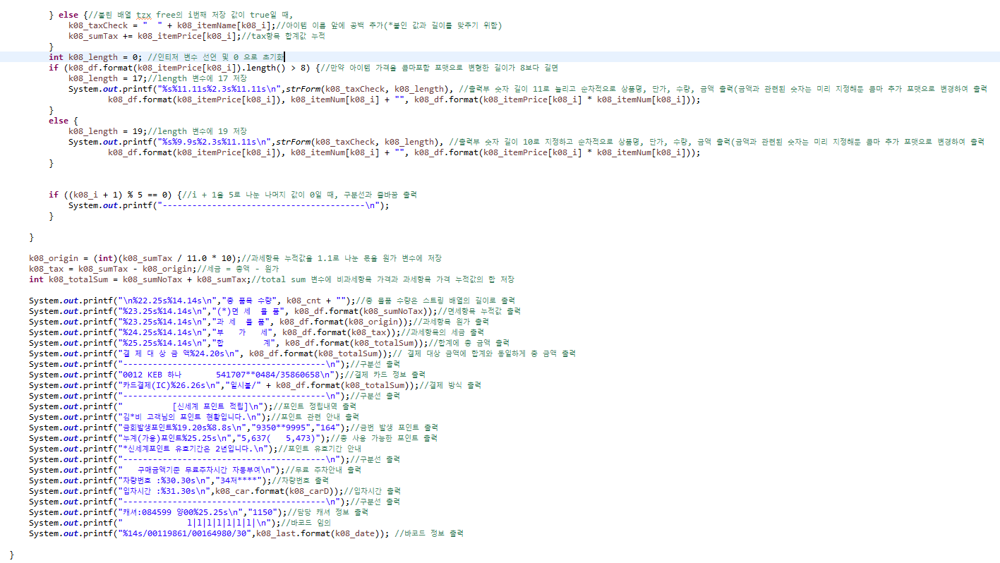 } else {//불린 배열 tzx free의 i번째 저장 값이 true일 때,
k08_taxCheck = "  " + k08_itemName[k08_i];//아이템 이름 앞에 공백 추가(*붙인 값과 길이를 맞추기 위함)
k08_sumTax += k08_itemPrice[k08_i];//tax항목 합계값 누적
}
int k08_length = 0; //인티저 변수 선언 및 0 으로 초기화
if (k08_df.format(k08_itemPrice[k08_i]).length() > 8) {//만약 아이템 가격을 콤마포함 포맷으로 변형한 길이가 8보다 길면
k08_length = 17;//length 변수에 17 저장
System.out.printf("%s%11.11s%2.3s%11.11s\n",strForm(k08_taxCheck, k08_length), //출력부 숫자 길이 11로 늘리고 순차적으로 상품명, 단가, 수량, 금액 출력(금액과 관련된 숫자는 미리 지정해둔 콤마 추가 포맷으로 변경하여 출력
k08_df.format(k08_itemPrice[k08_i]), k08_itemNum[k08_i] + "", k08_df.format(k08_itemPrice[k08_i] * k08_itemNum[k08_i]));
}
else {
k08_length = 19;//length 변수에 19 저장
System.out.printf("%s%9.9s%2.3s%11.11s\n",strForm(k08_taxCheck, k08_length), //출력부 숫자 길이 10로 지정하고 순차적으로 상품명, 단가, 수량, 금액 출력(금액과 관련된 숫자는 미리 지정해둔 콤마 추가 포맷으로 변경하여 출력
k08_df.format(k08_itemPrice[k08_i]), k08_itemNum[k08_i] + "", k08_df.format(k08_itemPrice[k08_i] * k08_itemNum[k08_i]));
}
if ((k08_i + 1) % 5 == 0) {//i + 1을 5로 나눈 나머지 값이 0일 때, 구분선과 줄바꿈 출력
System.out.printf("-----------------------------------------\n");
}
}
k08_origin = (int)(k08_sumTax / 11.0 * 10);//과세항목 누적값을 1.1로 나눈 몫을 원가 변수에 저장
k08_tax = k08_sumTax - k08_origin;//세금 = 총액 - 원가
int k08_totalSum = k08_sumNoTax + k08_sumTax;//total sum 변수에 비과세항목 가격과 과세항목 가격 누적값의 합 저장
System.out.printf("\n%22.25s%14.14s\n","총 품목 수량", k08_cnt + "");//총 물품 수량은 스트링 배열의 길이로 출력
System.out.printf("%23.25s%14.14s\n","(*)면 세  물 품", k08_df.format(k08_sumNoTax));//면세항목 누적값 출력
System.out.printf("%23.25s%14.14s\n","과 세  물 품", k08_df.format(k08_origin));//과세항목 원가 출력
System.out.printf("%24.25s%14.14s\n","부   가   세", k08_df.format(k08_tax));//과세항목의 세금 출력
System.out.printf("%25.25s%14.14s\n","합        계", k08_df.format(k08_totalSum));//합계에 총 금액 출력
System.out.printf("결 제 대 상 금 액%24.20s\n", k08_df.format(k08_totalSum));// 결제 대상 금액에 합계와 동일하게 총 금액 출력
System.out.printf("-----------------------------------------\n");//구분선 출력
System.out.printf("0012 KEB 하나       541707**0484/35860658\n");//결제 카드 정보 출력
System.out.printf("카드결제(IC)%26.26s\n","일시불/" + k08_df.format(k08_totalSum));//결제 방식 출력
System.out.printf("-----------------------------------------\n");//구분선 출력
System.out.printf("          [신세계 포인트 적립]\n");//포인트 정립내역 출력
System.out.printf("김*비 고객님의 포인트 현황입니다.\n");//포인트 관련 안내 출력
System.out.printf("금회발생포인트%19.20s%8.8s\n","9350**9995","164");//금번 발생 포인트 출력
System.out.printf("누계(가용)포인트%25.25s\n","5,637(   5,473)");//총 사용 가능한 포인트 출력
System.out.printf("*신세계포인트 유효기간은 2년입니다.\n");//포인트 유효기간 안내
System.out.printf("-----------------------------------------\n");//구분선 출력
System.out.printf("   구매금액기준 무료주차시간 자동부여\n");//무료 주차안내 출력
System.out.printf("차량번호 :%30.30s\n","34저****");//차량번호 출력
System.out.printf("입차시간 :%31.30s\n",k08_car.format(k08_carD));//입차시간 출력
System.out.printf("-----------------------------------------\n");//구분선 출력
System.out.printf("캐셔:084599 양00%25.25s\n","1150");//담당 캐셔 정보 출력
System.out.printf("             l|l|l|l|l|l|l|\n");//바코드 임의
System.out.printf("%14s/00119861/00164980/30",k08_last.format(k08_date)); //바코드 정보 출력
}